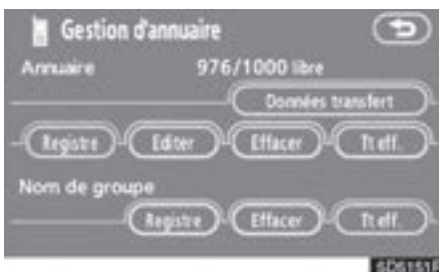 Gestion d'annuaire
Annuaire 976/1000 libre
Données transfert
Registre Editer Effacer Tt eff.
Nom de groupe
Registre Effacer Tt eff.